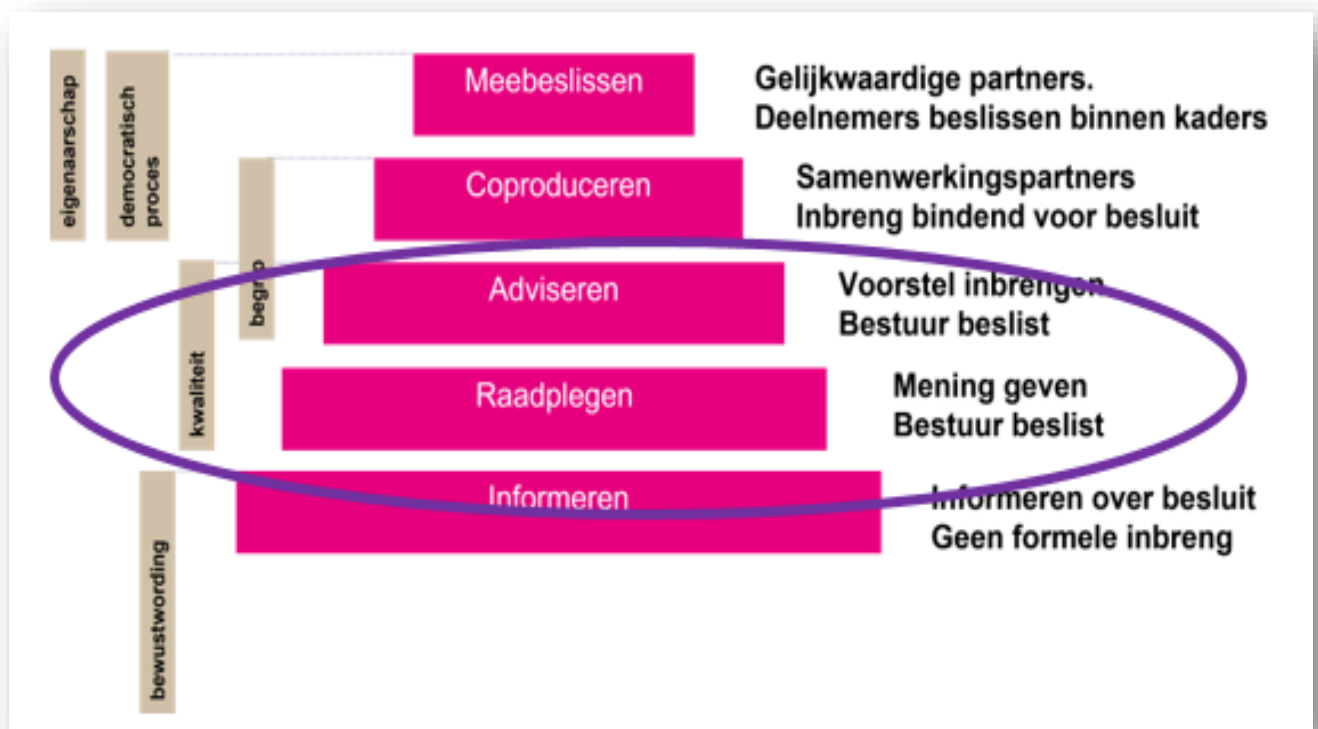 eigenaarschap
democratisch
proces
begrip
kwaliteit
bewustwording
Meebeslissen
Gelijkwaardige partners.
Deelnemers beslissen binnen kaders
Coproduceren
Samenwerkingspartners
Inbreng bindend voor besluit
Adviseren
Voorstel inbrengen
Bestuur beslist
Raadplegen
Mening geven
Bestuur beslist
Informeren
Informeren over besluit
Geen formele inbreng